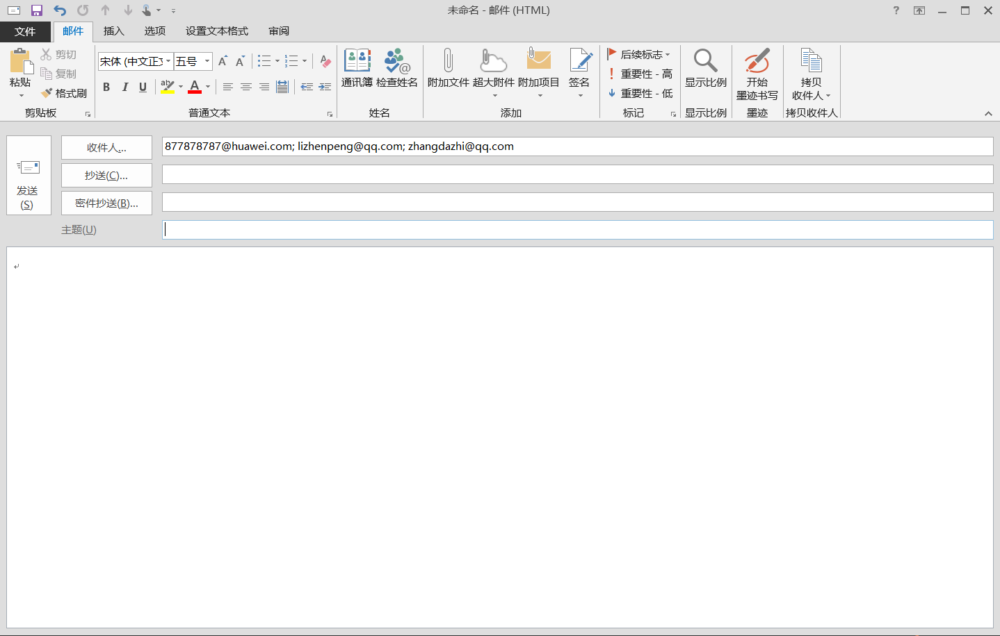 未命名 - 邮件 (HTML)
?
文件 邮件 插入 选项 设置文本格式 审阅
粘贴
剪切
复制
格式刷
剪贴板
宋体 (中文正文 五号
B I U
普通文本
通讯簿 检查姓名
姓名
附加文件 超大附件 附加项目 签名
添加
后续标志
重要性 - 高
重要性 - 低
标记
显示比例
显示比例
开始
墨迹书写
墨迹
拷贝
收件人
拷贝收件人
发送
(S)
收件人... 877878787@huawei.com; lizhenpeng@qq.com; zhangdazhi@qq.com
抄送(C)...
密件抄送(B)...
主题(U)